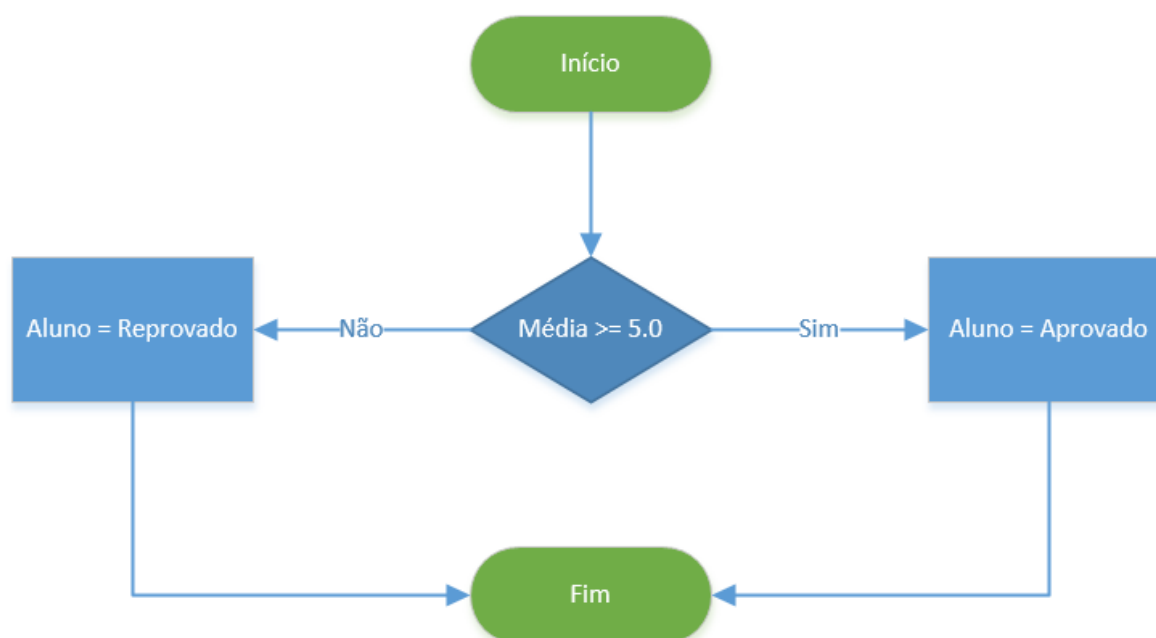 Início
Aluno = Reprovado
Não
Média >= 5.0
Sim
Aluno = Aprovado
Fim